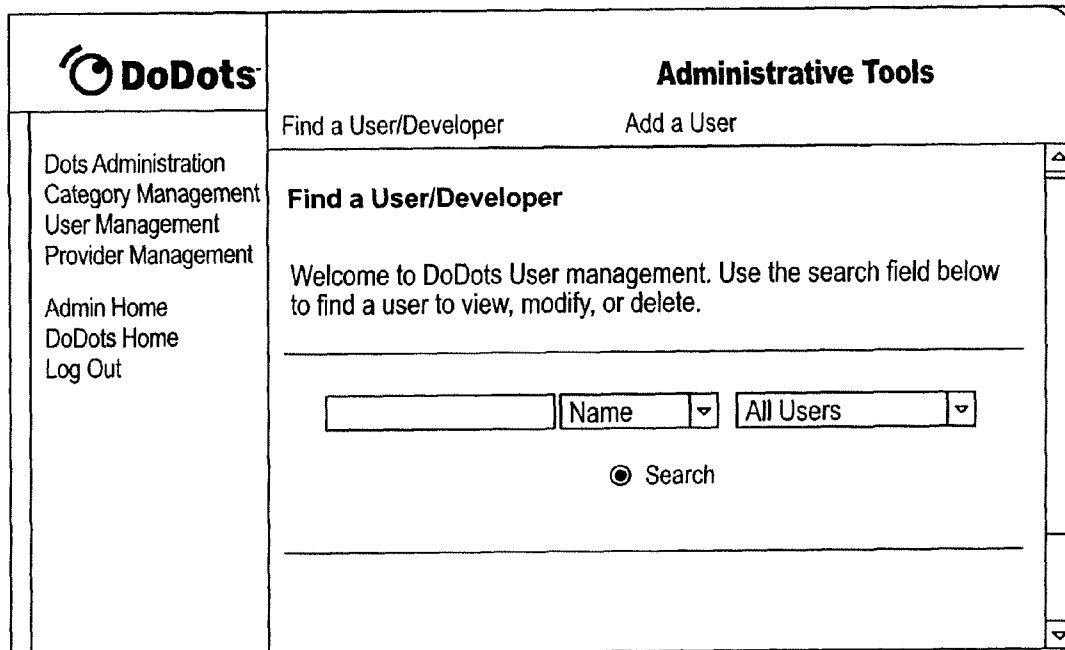 DoDots
Administrative Tools
Find a User/Developer
Add a User
Dots Administration
Category Management
User Management
Provider Management
Admin Home
DoDots Home
Log Out
Find a User/Developer
Welcome to DoDots User management. Use the search field below
to find a user to view, modify, or delete.
Name
All Users
Search